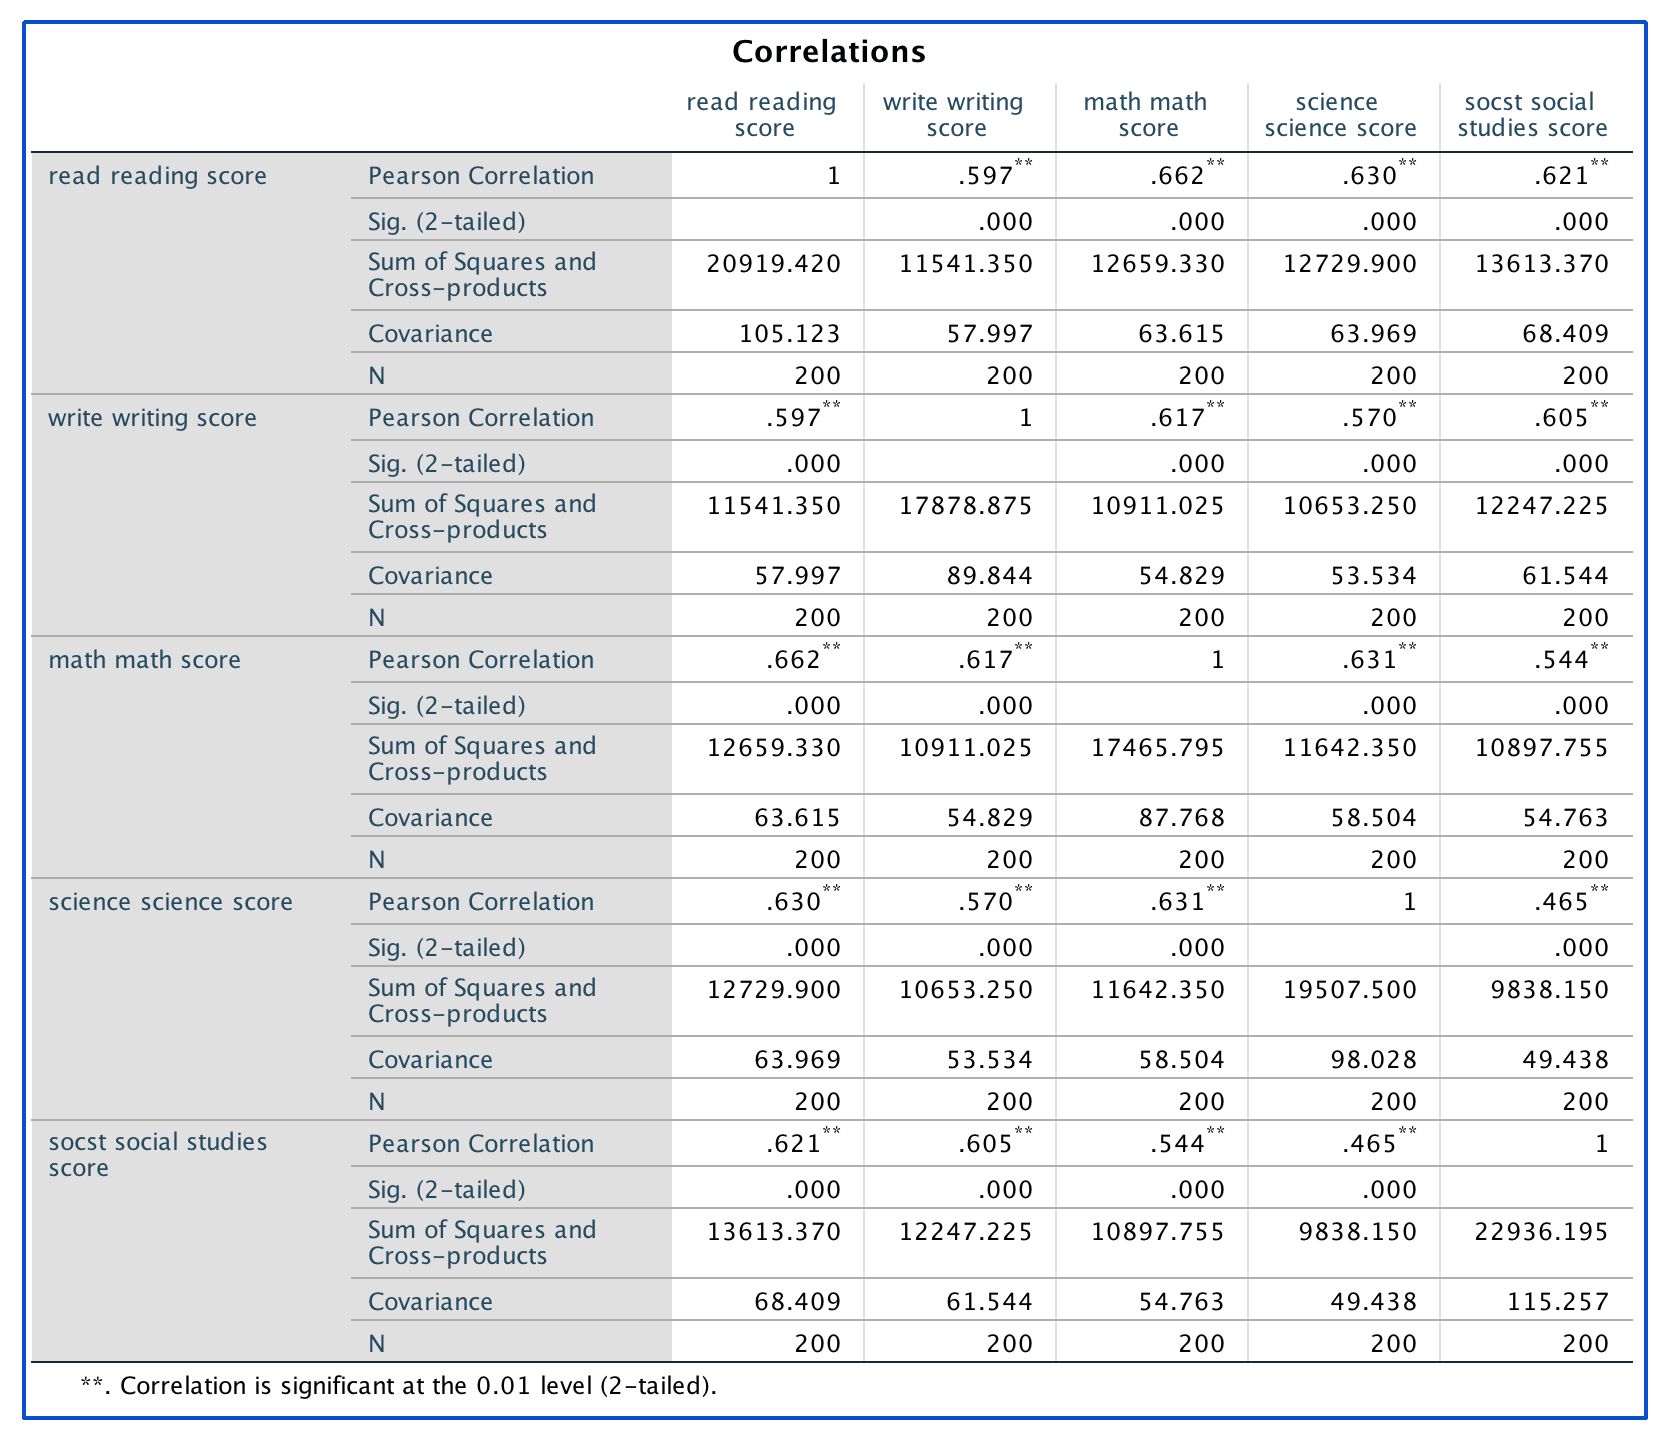 Correlations
read reading score write writing score math math score science science score socst social studies score
read reading score Pearson Correlation 1 .597** .662** .630** .621**
Sig. (2-tailed) .000 .000 .000 .000
Sum of Squares and Cross-products 20919.420 11541.350 12659.330 12729.900 13613.370
Covariance 105.123 57.997 63.615 63.969 68.409
N 200 200 200 200 200
write writing score Pearson Correlation .597** 1 .617** .570** .605**
Sig. (2-tailed) .000 .000 .000 .000
Sum of Squares and Cross-products 11541.350 17878.875 10911.025 10653.250 12247.225
Covariance 57.997 89.844 54.829 53.534 61.544
N 200 200 200 200 200
math math score Pearson Correlation .662** .617** 1 .631** .544**
Sig. (2-tailed) .000 .000 .000 .000
Sum of Squares and Cross-products 12659.330 10911.025 17465.795 11642.350 10897.755
Covariance 63.615 54.829 87.768 58.504 54.763
N 200 200 200 200 200
science science score Pearson Correlation .630** .570** .631** 1 .465**
Sig. (2-tailed) .000 .000 .000 .000
Sum of Squares and Cross-products 12729.900 10653.250 11642.350 19507.500 9838.150
Covariance 63.969 53.534 58.504 98.028 49.438
N 200 200 200 200 200
socst social studies score Pearson Correlation .621** .605** .544** .465** 1
Sig. (2-tailed) .000 .000 .000 .000
Sum of Squares and Cross-products 13613.370 12247.225 10897.755 9838.150 22936.195
Covariance 68.409 61.544 54.763 49.438 115.257
N 200 200 200 200 200
**. Correlation is significant at the 0.01 level (2-tailed).